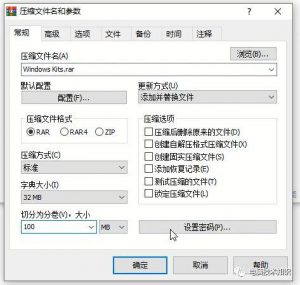 压缩文件名和参数
常规 高级 选项 文件 备份 时间 注释
压缩文件名(A) 浏览(B)...
Windows Kits.rar
默认配置 更新方式(U)
配置(F)... 添加并替换文件
压缩文件格式 压缩选项
RAR RAR4 ZIP 压缩后删除原来的文件(D)
创建自解压格式压缩文件(X)
压缩方式(C) 创建固实压缩文件(S)
标准 添加恢复记录(E)
字典大小(I) 测试压缩的文件(T)
32 MB 锁定压缩文件(L)
切分为分卷(V), 大小
100 MB 设置密码(P)...
确定 取消 帮助
电脑技术知识